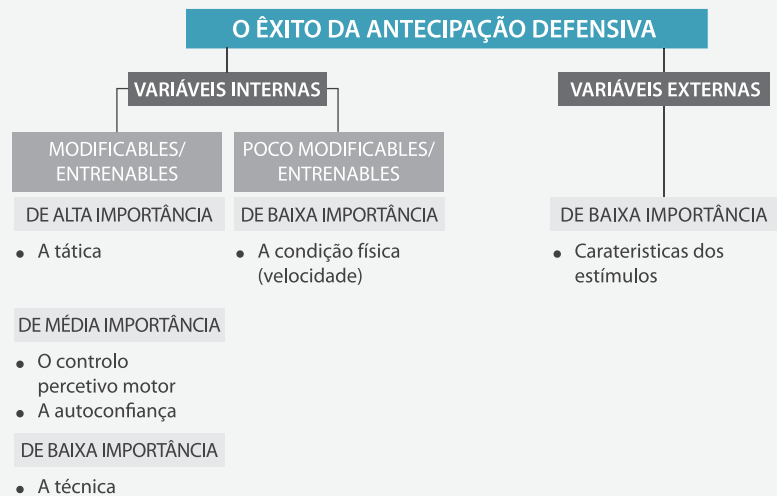 O ÊXITO DA ANTECIPAÇÃO DEFENSIVA
VARIÁVEIS INTERNAS
MODIFICABLES/
ENTRENABLES
DE ALTA IMPORTÂNCIA
• A tática
DE MÉDIA IMPORTÂNCIA
• O controlo
percetivo motor
• A autoconfiança
DE BAIXA IMPORTÂNCIA
• A técnica
POCO MODIFICABLES/
ENTRENABLES
DE BAIXA IMPORTÂNCIA
• A condição física
(velocidade)
VARIÁVEIS EXTERNAS
DE BAIXA IMPORTÂNCIA
• Carateristicas dos
estímulos